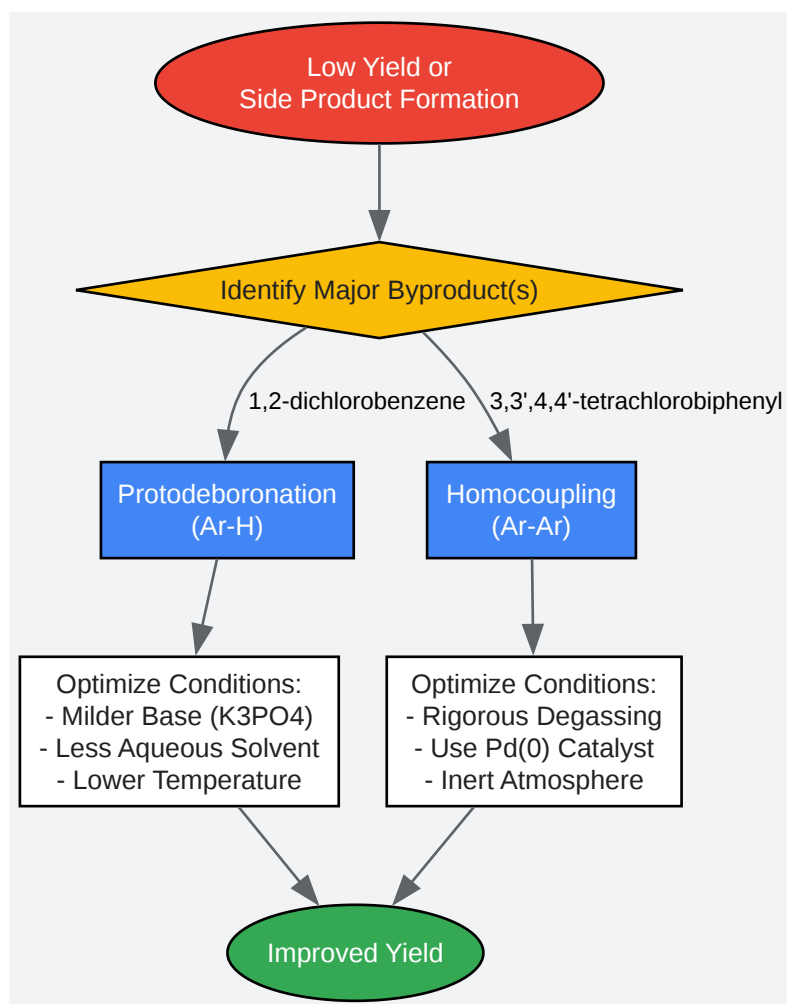 Low Yield or
Side Product Formation
Identify Major Byproduct(s)
1,2-dichlorobenzene
3,3',4,4'-tetrachlorobiphenyl
Protodeboronation
(Ar-H)
Homocoupling
(Ar-Ar)
Optimize Conditions:
- Milder Base (K3PO4)
- Less Aqueous Solvent
- Lower Temperature
Optimize Conditions:
- Rigorous Degassing
- Use Pd(0) Catalyst
- Inert Atmosphere
Improved Yield